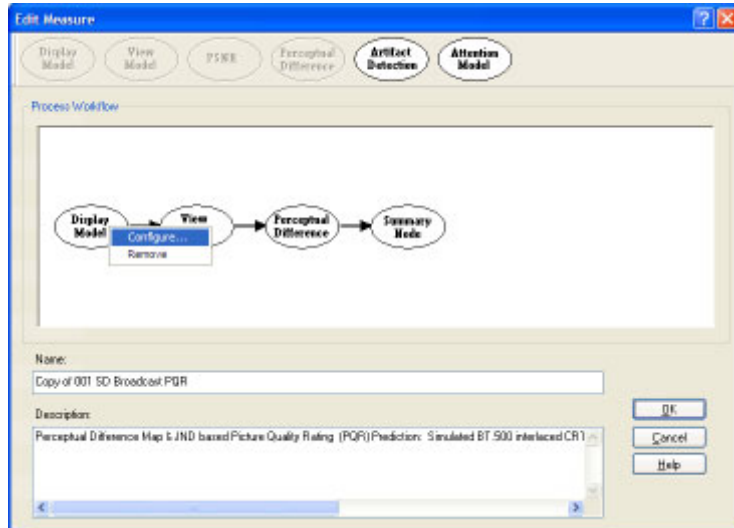 Edit Measure
Display
Model
View
Model
PSNR
Perceptual
Difference
Artifact
Detection
Attention
Model
Process Workflow
Display
Model
View
Perceptual
Difference
Summary
Node
Configure...
Remove
Name:
Copy of 001 SD Broadcast PQR
Description:
Perceptual Difference Map & JND based Picture Quality Rating (PQR) Prediction: Simulated BT.500 interlaced CRT
OK
Cancel
Help